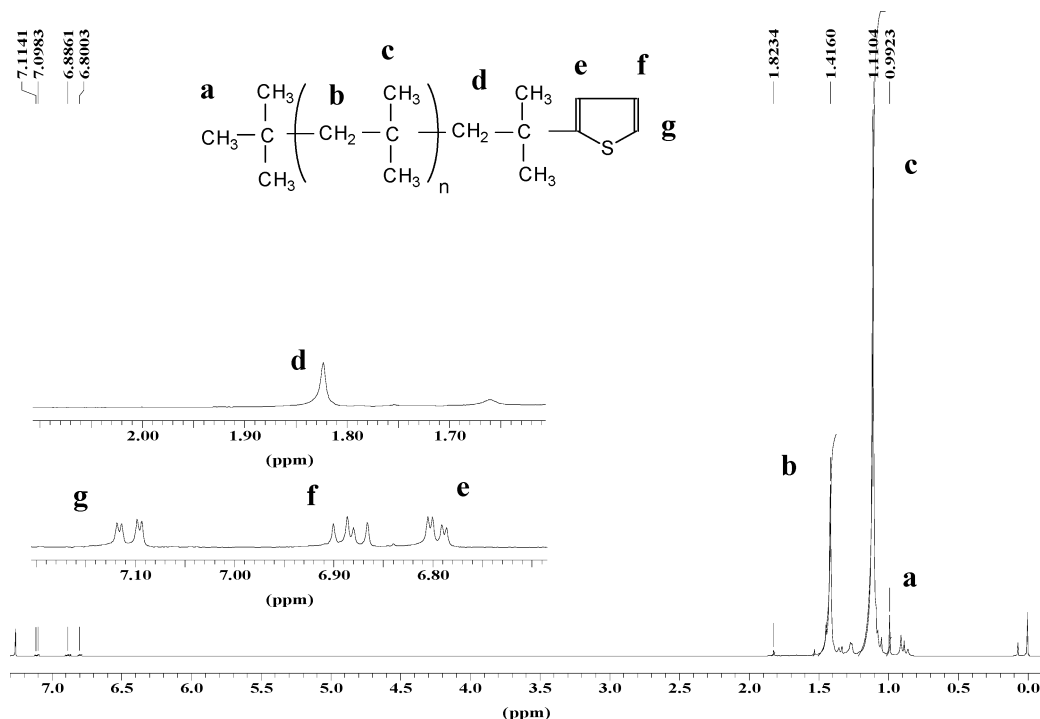 7.1141
7.0983
6.8861
6.8003
1.8234
1.4160
1.1104
0.9923
c
a CH₃ b CH₃ d CH₃ e f
CH₃ C CH₂ C CH₂ C S g
CH₃ CH₃ n CH₃
c
d
2.00 1.90 1.80 1.70
(ppm)
b
g f e
7.10 7.00 6.90 6.80
(ppm)
a
7.0 6.5 6.0 5.5 5.0 4.5 4.0 3.5 3.0 2.5 2.0 1.5 1.0 0.5 0.0
(ppm)